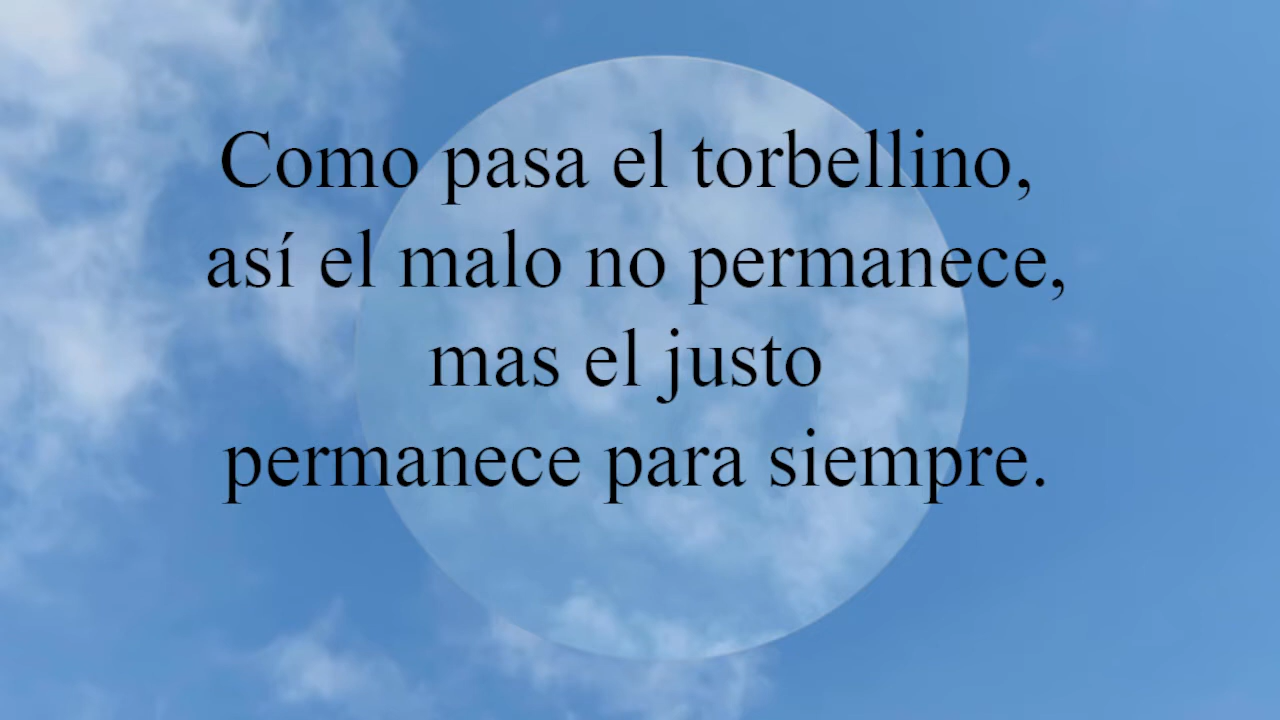 Como pasa el torbellino,
así el malo no permanece,
mas el justo
permanece para siempre.